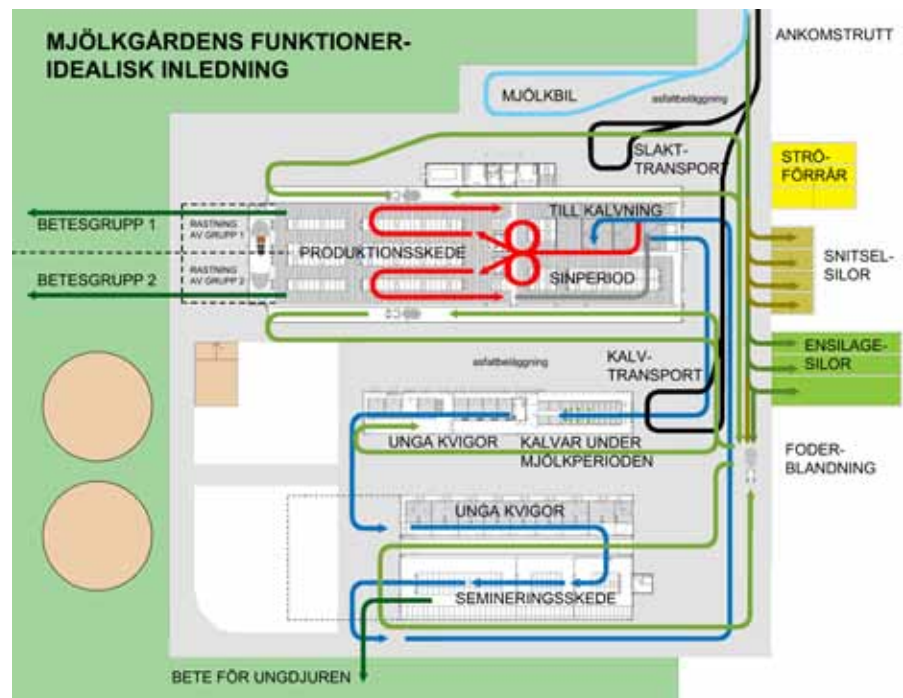 MJÖLKGÅRDENS FUNKTIONER-
IDEALISK INLEDNING
ANKOMSTRUTT
MJÖLKBIL
asfaltbeläggning
SLAKT-
TRANSPORT
STRÖ-
FÖRRÅR
BETESGRUPP 1
RASTNING
AV GRUPP 1
TILL KALVNING
PRODUKTIONSSKEDE
SNITSEL-
SILOR
BETESGRUPP 2
RASTNING
AV GRUPP 2
SINPERIOD
ENSILAGE-
SILOR
asfaltbeläggning
KALV-
TRANSPORT
UNGA KVIGOR
KALVAR UNDER
MJÖLKPERIODEN
FODER-
BLANDNING
UNGA KVIGOR
SEMINERINGSSKEDE
BETE FÖR UNGDJUREN